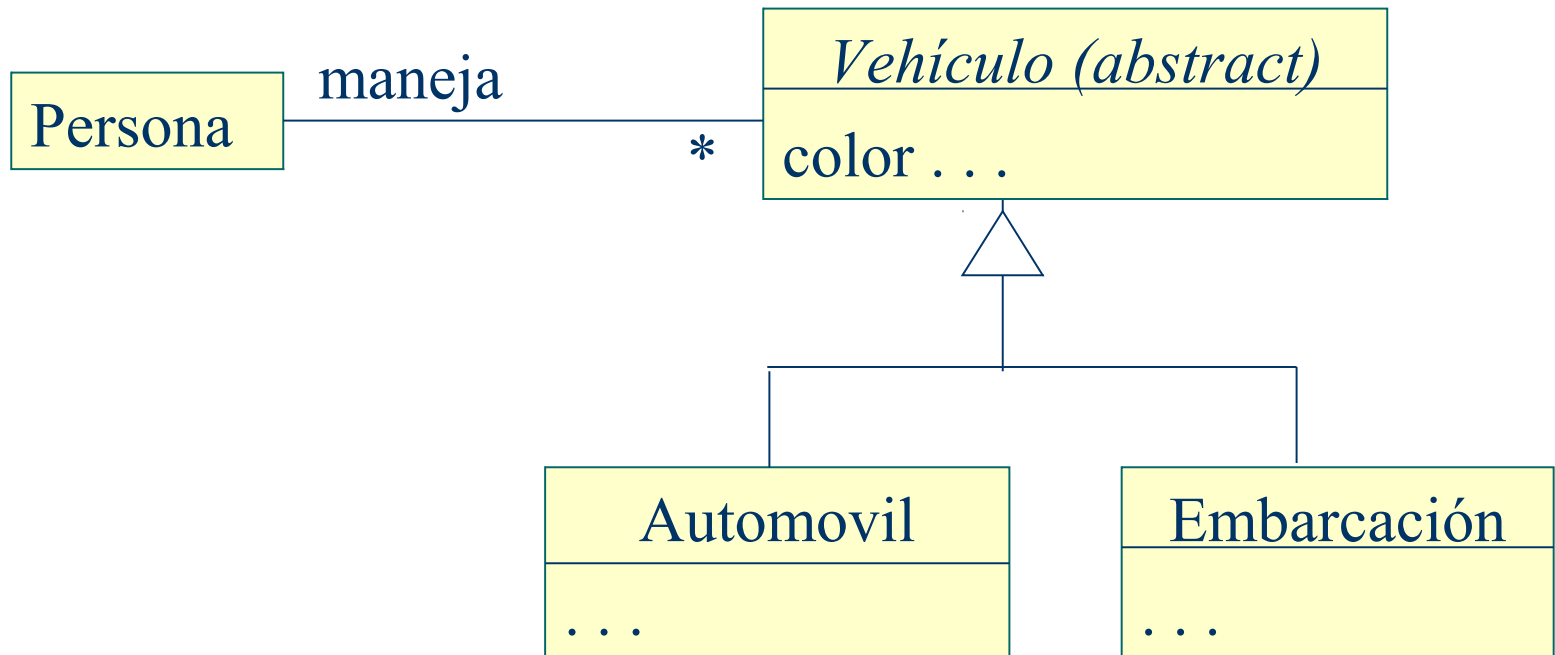 Persona
maneja
*
Vehículo (abstract)
color . . .
Automovil
. . .
Embarcación
. . .